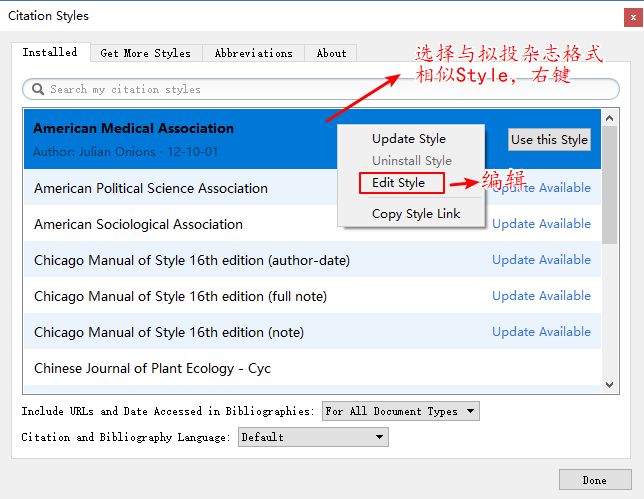 Citation Styles
x
Installed
Get More Styles
Abbreviations
About
选择与拟投杂志格式
相似Style，右键
Search my citation styles
American Medical Association
Author: Julian Onions · 12-10-01
Use this Style
Update Style
Uninstall Style
Edit Style
编辑
Copy Style Link
American Political Science Association
Update Available
American Sociological Association
Update Available
Chicago Manual of Style 16th edition (author-date)
Update Available
Chicago Manual of Style 16th edition (full note)
Update Available
Chicago Manual of Style 16th edition (note)
Update Available
Chinese Journal of Plant Ecology - Cyc
Include URLs and Date Accessed in Bibliographies: For All Document Types
Citation and Bibliography Language: Default
Done